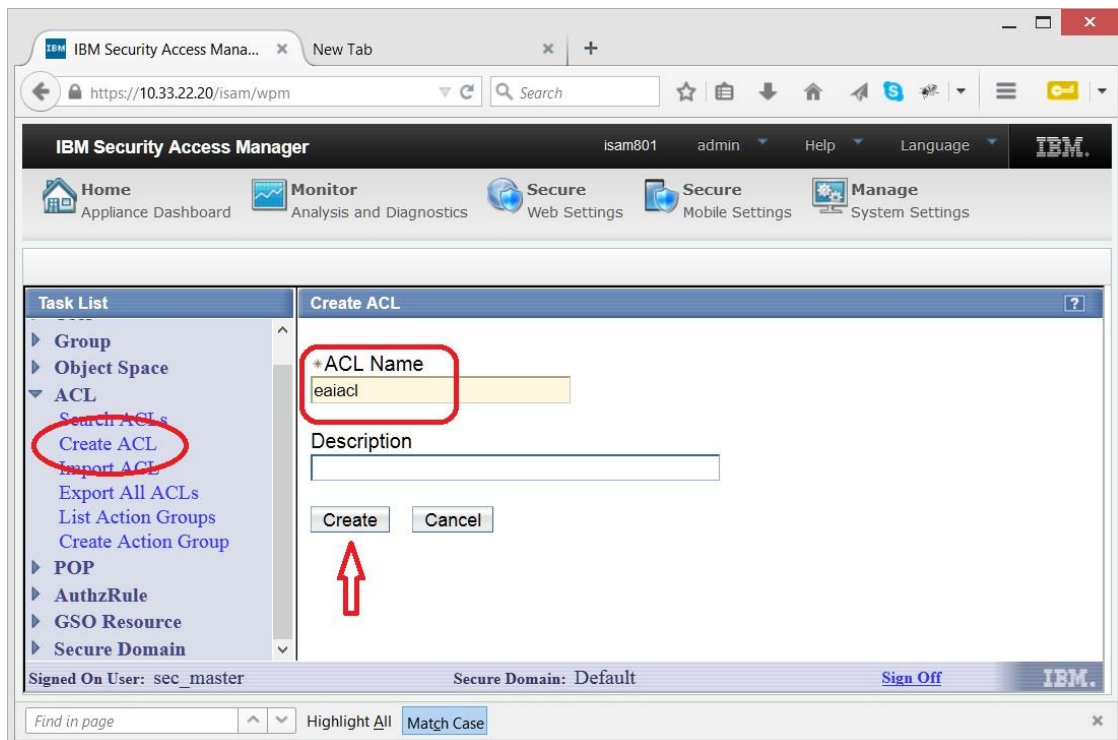 IBM IBM Security Access Mana...
New Tab
https://10.33.22.20/isam/wpm
Search
IBM Security Access Manager
isam801
admin
Help
Language
IBM.
Home
Appliance Dashboard
Monitor
Analysis and Diagnostics
Secure
Web Settings
Secure
Mobile Settings
Manage
System Settings
Task List
Group
Object Space
ACL
Search ACLs
Create ACL
Import ACL
Export All ACLs
List Action Groups
Create Action Group
POP
AuthzRule
GSO Resource
Secure Domain
Create ACL
?
*ACL Name
eaiacl
Description
Create
Cancel
Signed On User: sec_master
Secure Domain: Default
Sign Off
IBM.
Find in page
Highlight All
Match Case